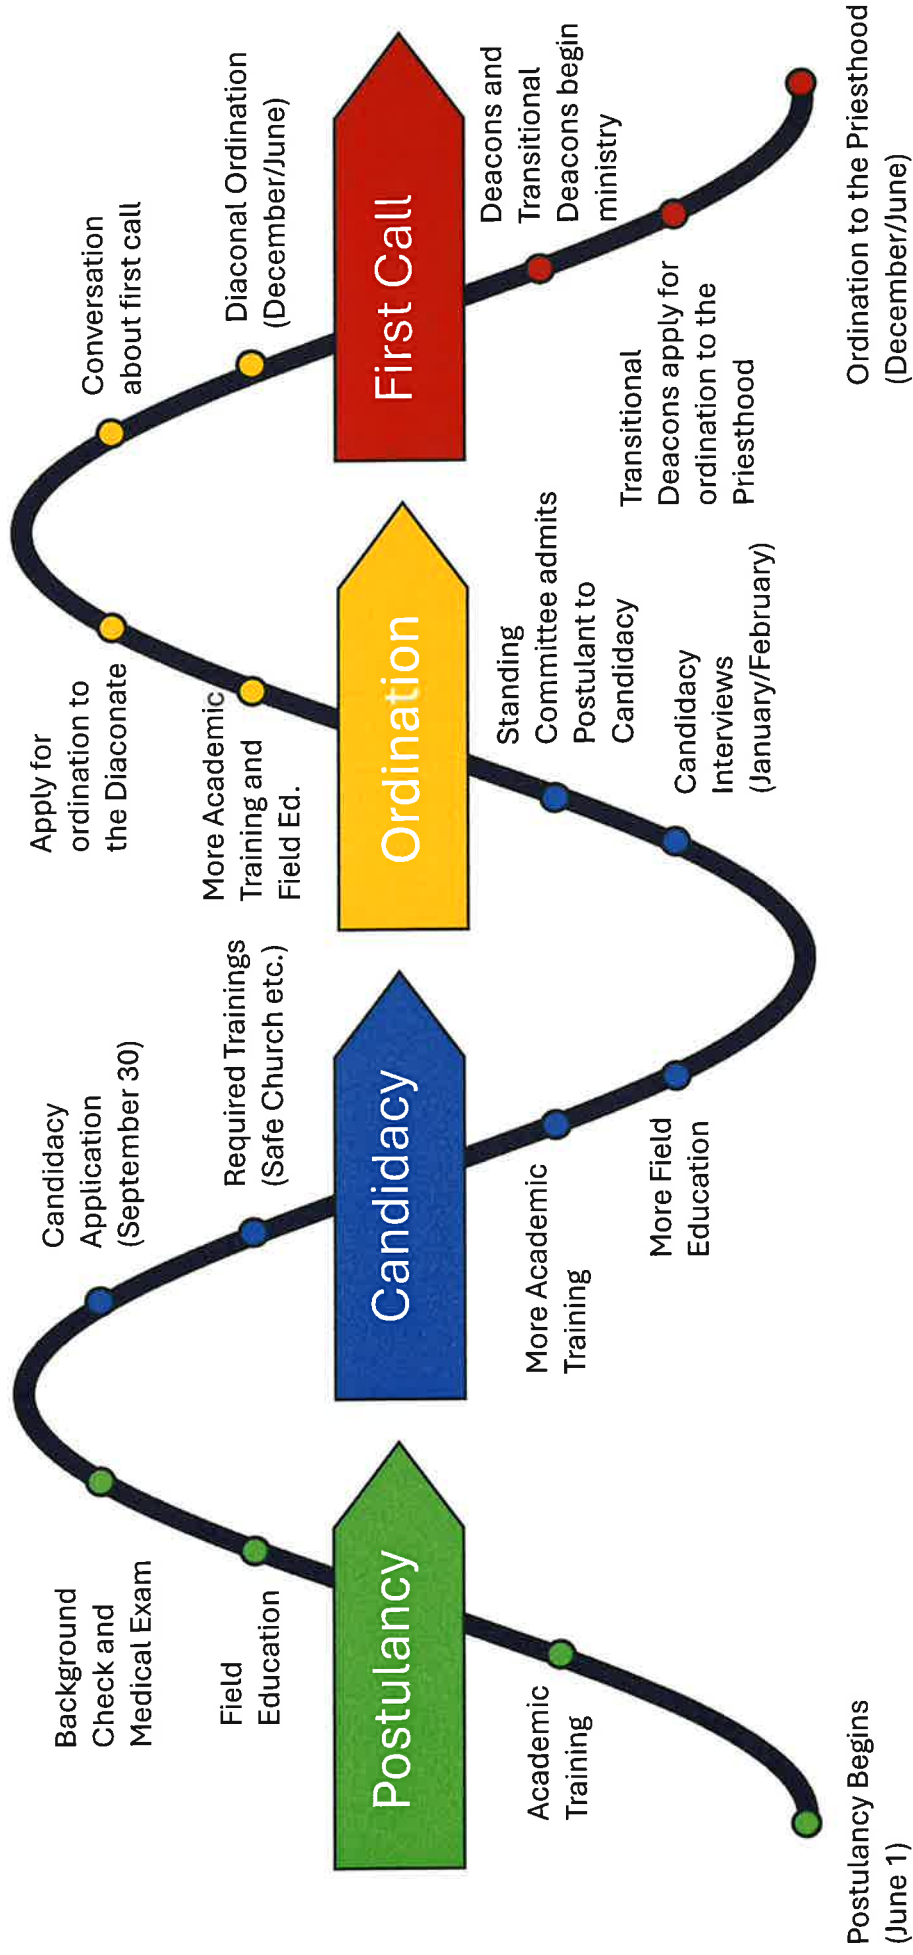 Postulancy Begins
(June 1)
Academic
Training
Postulancy
Field
Education
Background
Check and
Medical Exam
Candidacy
Application
(September 30)
Required Trainings
(Safe Church etc.)
Candidacy
More Academic
Training
More Field
Education
Candidacy
Interviews
(January/February)
Standing
Committee admits
Postulant to
Candidacy
Ordination
More Academic
Training and
Field Ed.
Apply for
ordination to
the Diaconate
Conversation
about first call
Diaconal Ordination
(December/June)
First Call
Deacons and
Transitional
Deacons begin
ministry
Transitional
Deacons apply for
ordination to the
Priesthood
Ordination to the Priesthood
(December/June)